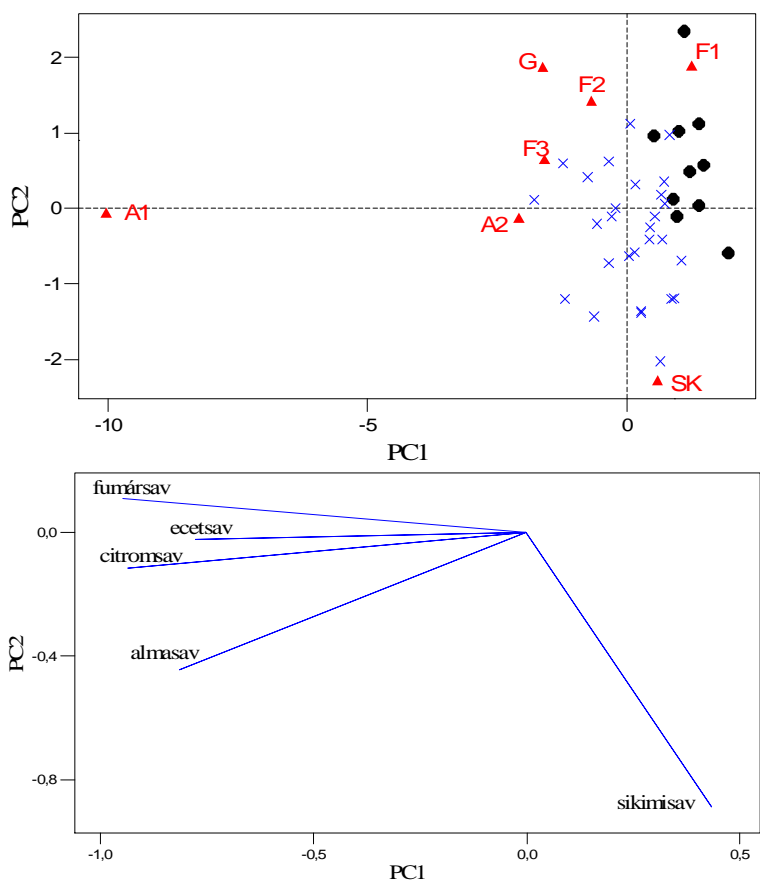 2
1
0
-1
-2
PC2
G
F2
F1
F3
A1
A2
SK
-10
-5
0
PC1
0,0
-0,4
-0,8
PC2
fumársav
ecetsav
citromsav
almasav
sikimisav
-1,0
-0,5
0,0
0,5
PC1